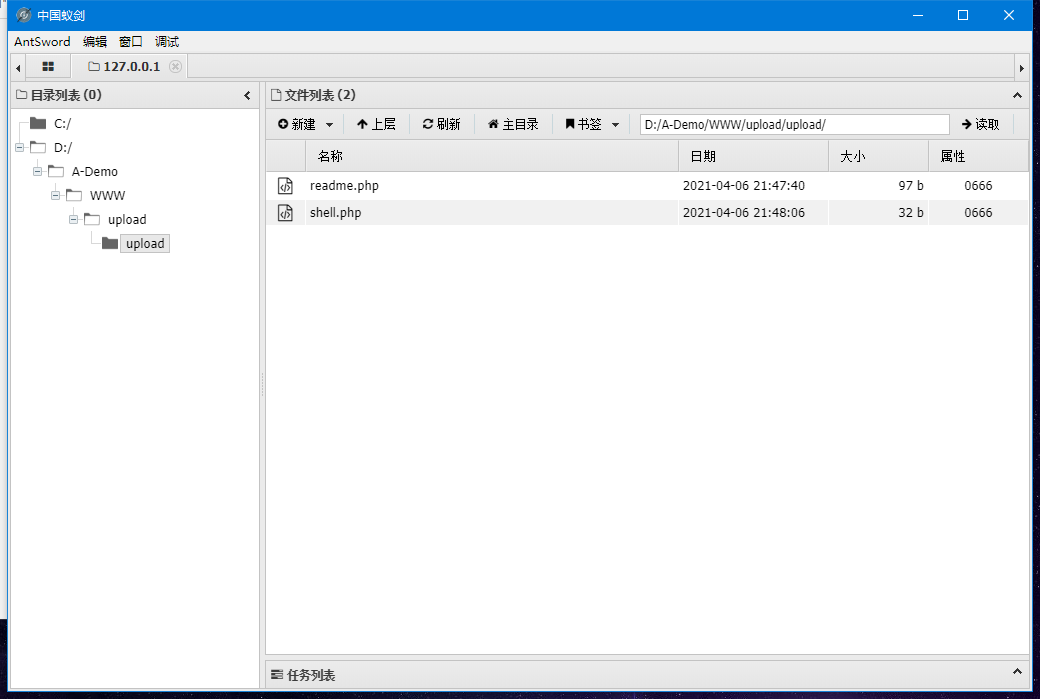 中国蚁剑
AntSword 编辑 窗口 调试
127.0.0.1
目录列表 (0)
文件列表 (2)
新建 上层 刷新 主目录 书签 D:/A-Demo/WWW/upload/upload/ 读取
名称 日期 大小 属性
C:/
D:/
A-Demo
WWW
upload
upload
readme.php 2021-04-06 21:47:40 97 b 0666
shell.php 2021-04-06 21:48:06 32 b 0666
任务列表